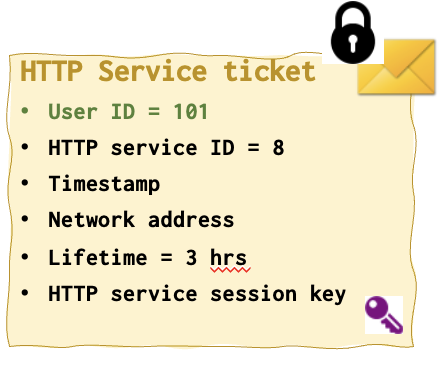 HTTP Service ticket
• User ID = 101
• HTTP service ID = 8
• Timestamp
• Network address
• Lifetime = 3 hrs
• HTTP service session key